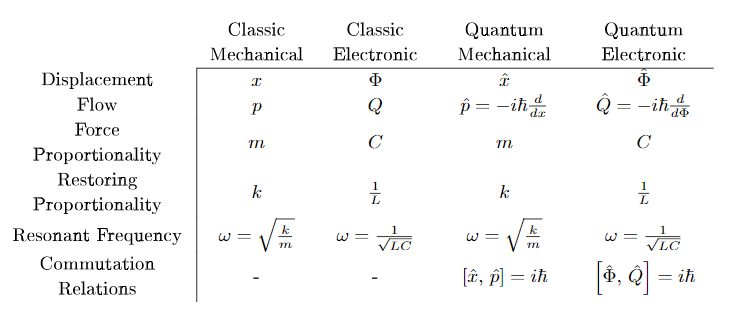 Classic Classic Quantum Quantum
Mechanical Electronic Mechanical Electronic
Displacement x Φ x̂ Φ̂
Flow p Q p̂ = −iħ d/dx Q̂ = −iħ d/dΦ
Force
Proportionality m C m C
Restoring
Proportionality k 1/L k 1/L
Resonant Frequency ω = √(k/m) ω = 1/√(LC) ω = √(k/m) ω = 1/√(LC)
Commutation
Relations - - [x̂, p̂] = iħ [Φ̂, Q̂] = iħ